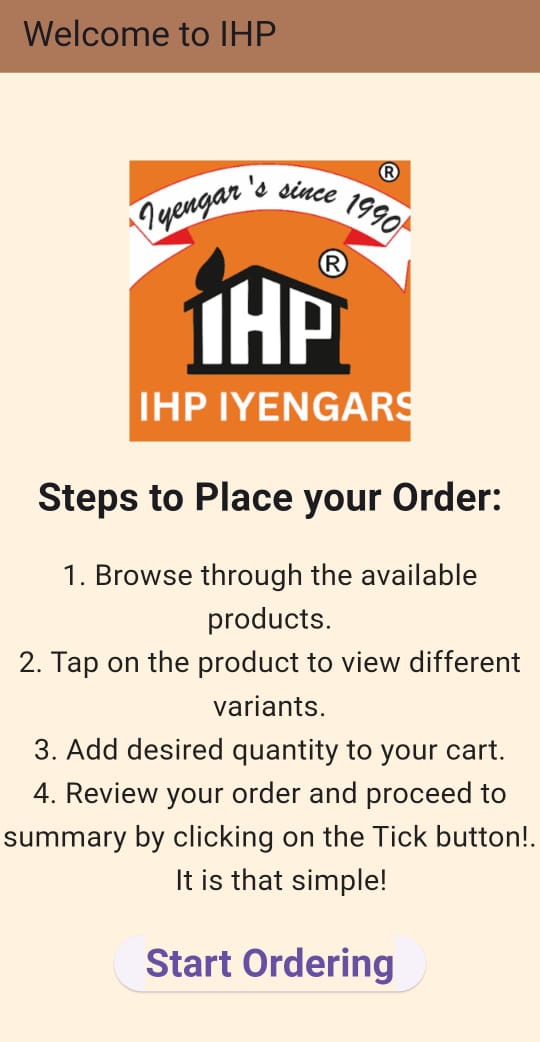 Welcome to IHP
®
Iyengar's since 1990
®
IHP
IHP IYENGARS
Steps to Place your Order:
1. Browse through the available
products.
2. Tap on the product to view different
variants.
3. Add desired quantity to your cart.
4. Review your order and proceed to
summary by clicking on the Tick button!.
It is that simple!
Start Ordering